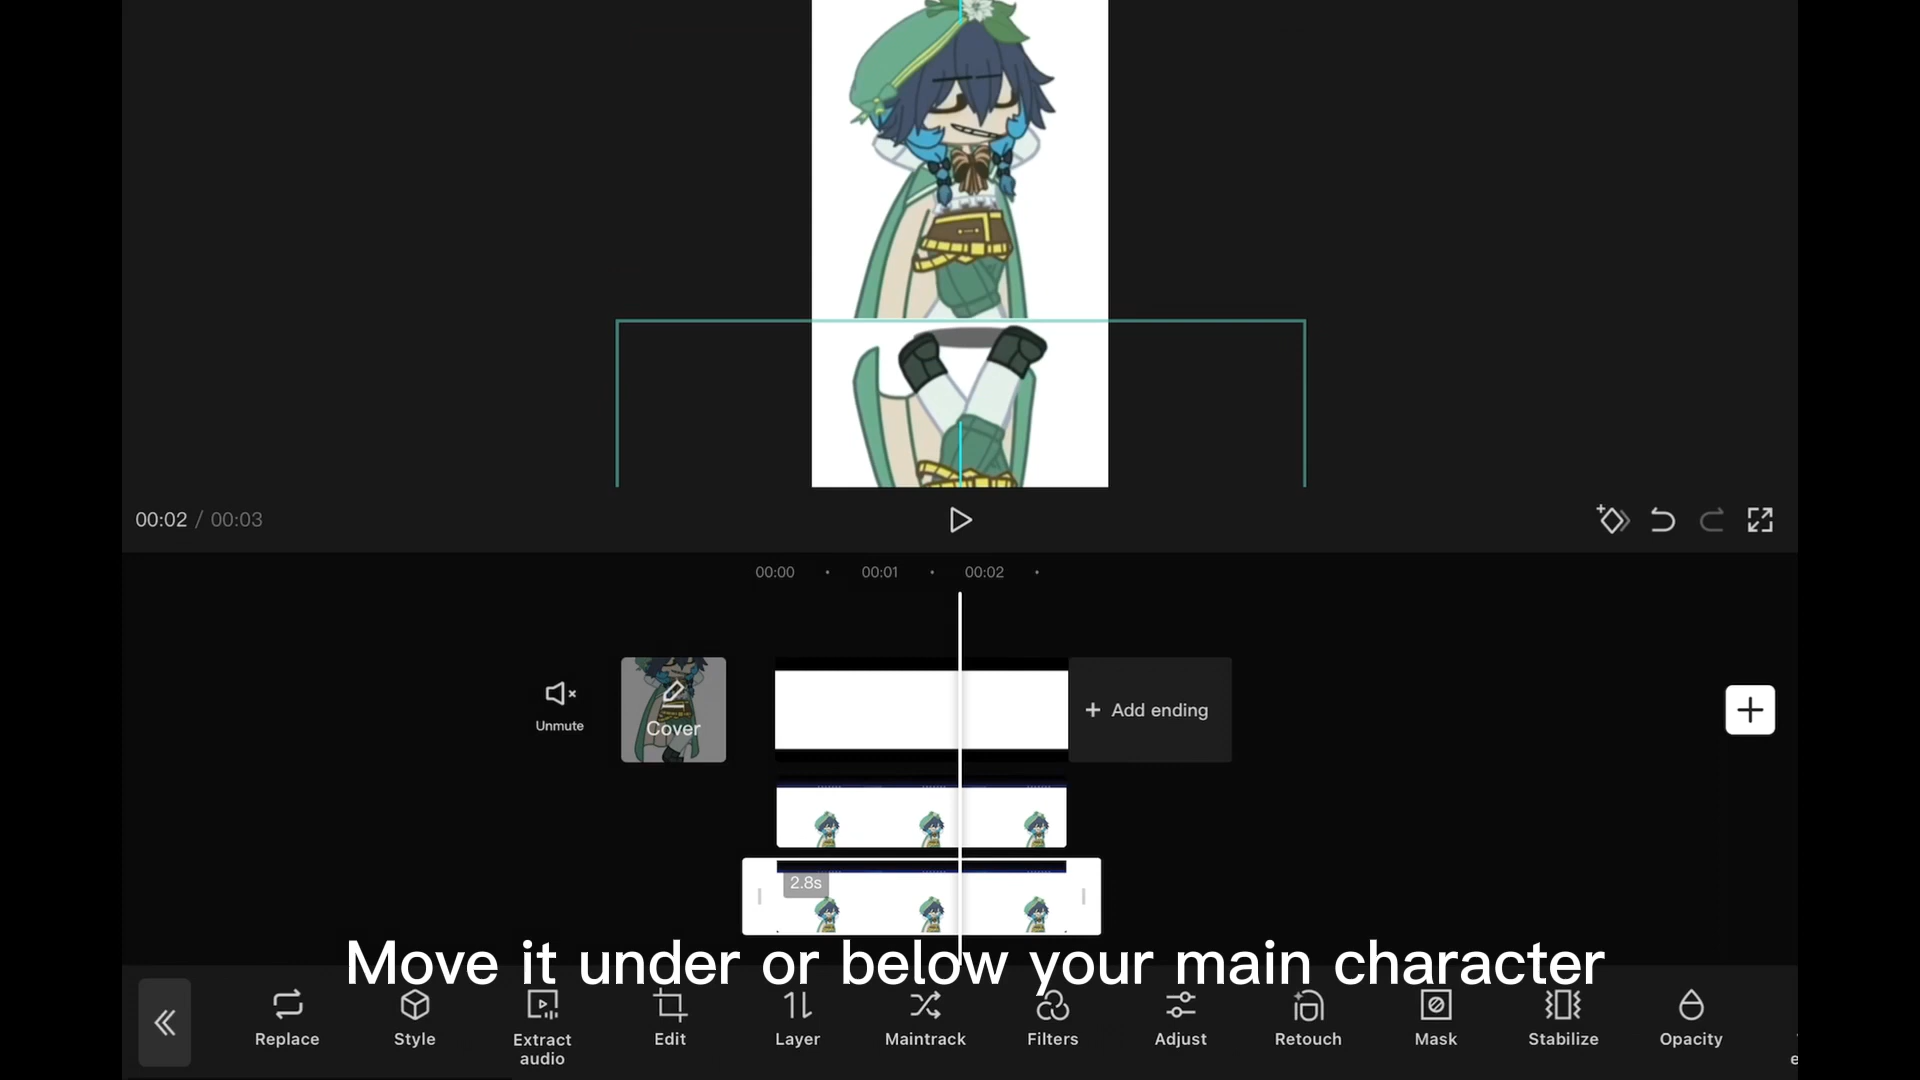 00:02 / 00:03
00:00 00:01 00:02
Unmute
Cover
+ Add ending
2.8s
Move it under or below your main character
Replace
Style
Extract audio
Edit
Layer
Maintrack
Filters
Adjust
Retouch
Mask
Stabilize
Opacity